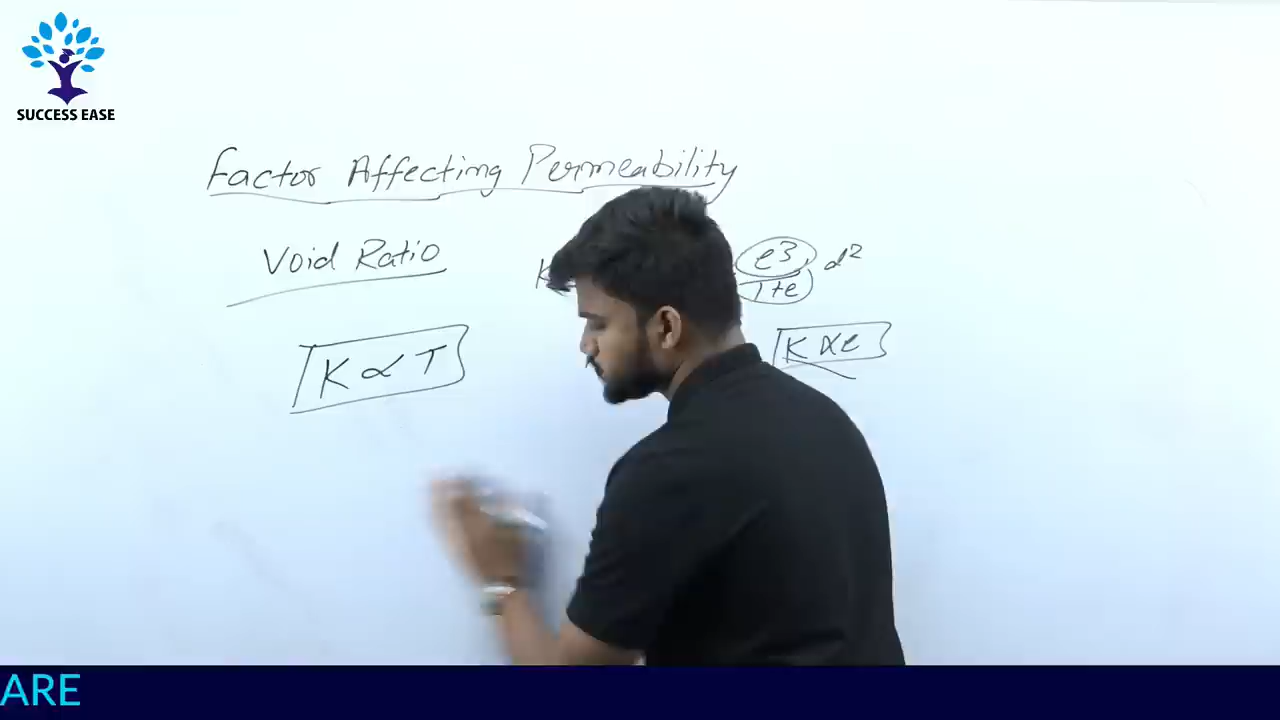 SUCCESS EASE
Factor Affecting Permeability
Void Ratio
K
e3
1+e
d2
K ∝ T
K ∝ e
ARE